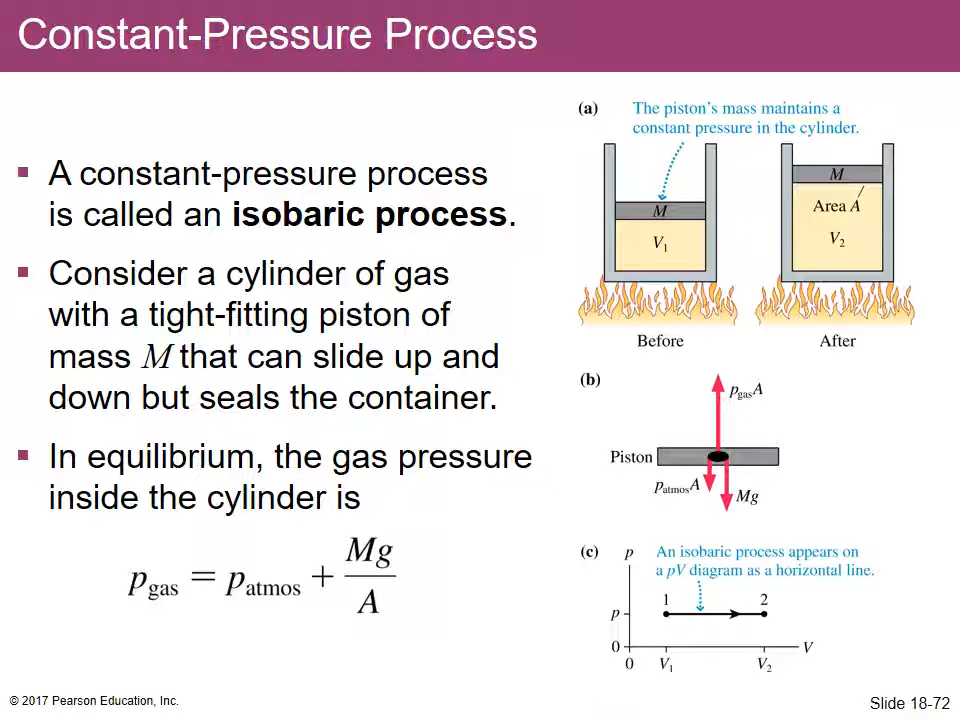 Constant-Pressure Process
▪ A constant-pressure process
is called an isobaric process.
▪ Consider a cylinder of gas
with a tight-fitting piston of
mass M that can slide up and
down but seals the container.
▪ In equilibrium, the gas pressure
inside the cylinder is
p_gas = p_atmos + Mg/A
(a) The piston's mass maintains a
constant pressure in the cylinder.
M
V₁
Before
M
Area A
V₂
After
(b)
p_gas A
Piston
p_atmos A
Mg
(c) p An isobaric process appears on
a pV diagram as a horizontal line.
1 2
p
0 V
0 V₁ V₂
© 2017 Pearson Education, Inc.
Slide 18-72